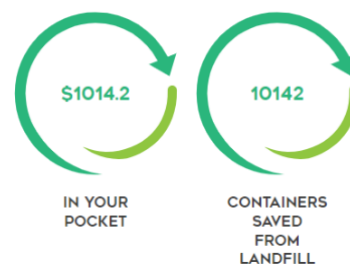 $1014.2
IN YOUR
POCKET
10142
CONTAINERS
SAVED
FROM
LANDFILL